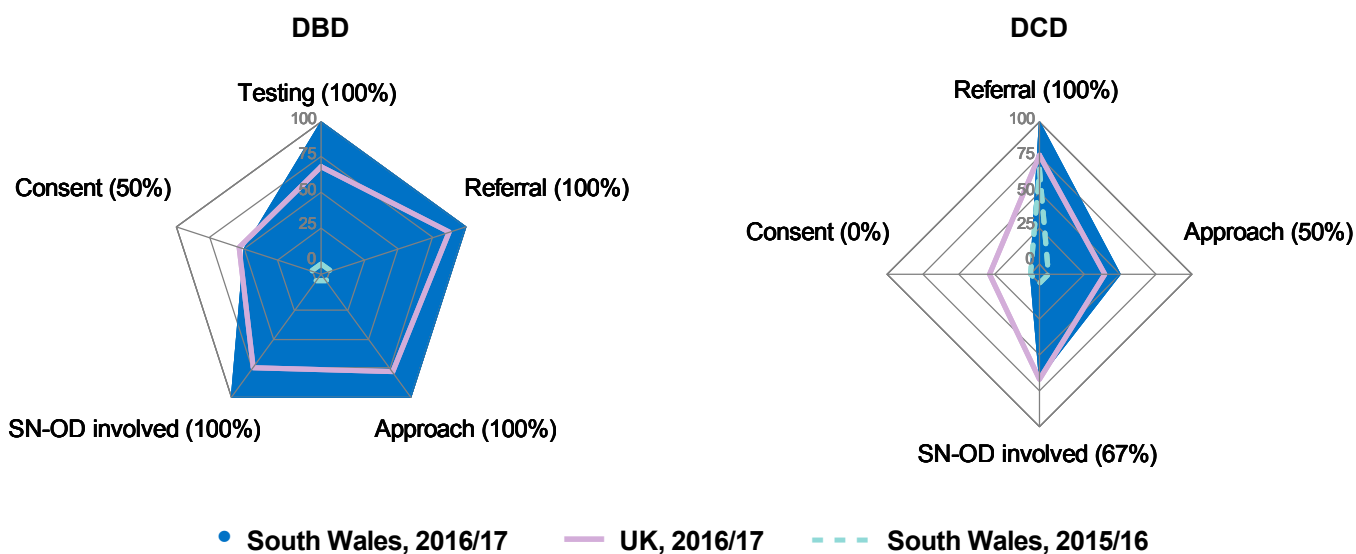 DBD
Testing (100%)
100
75
50
25
0
Consent (50%)
Referral (100%)
SN-OD involved (100%)
Approach (100%)
DCD
Referral (100%)
100
75
50
25
0
Consent (0%)
Approach (50%)
SN-OD involved (67%)
South Wales, 2016/17
UK, 2016/17
South Wales, 2015/16